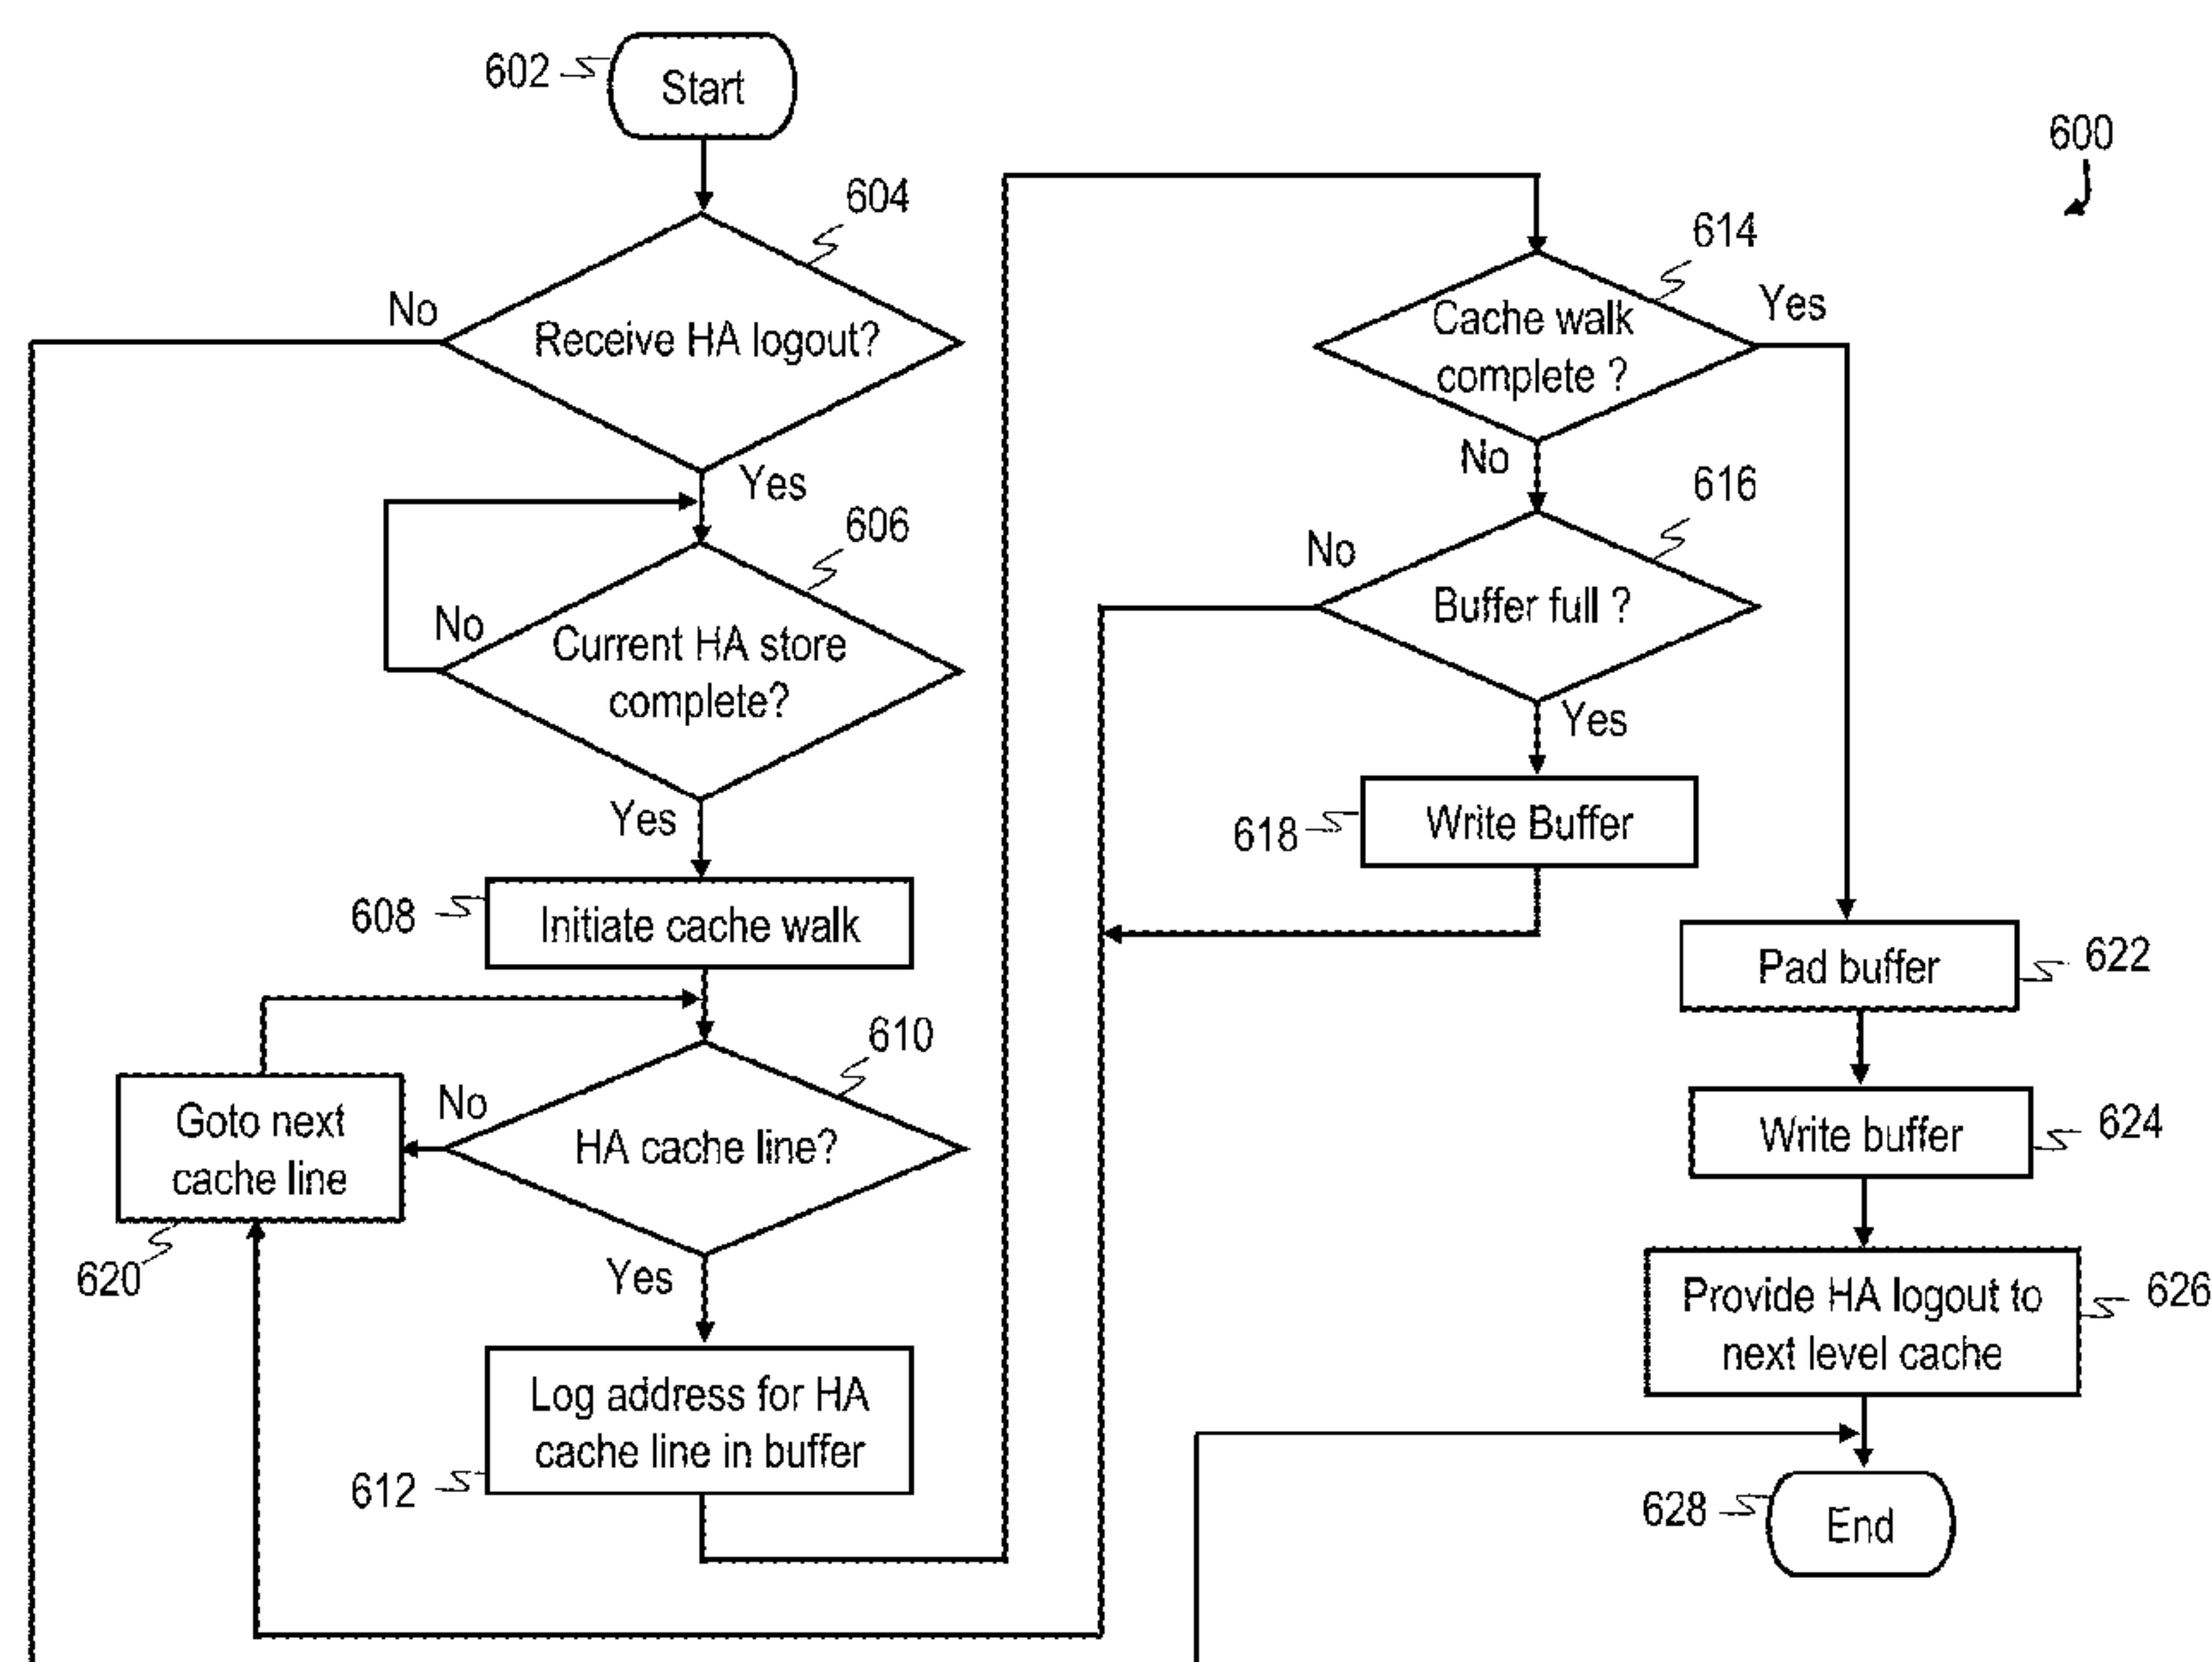 602
Start
600
604
No
Receive HA logout?
Yes
606
No
Current HA store
complete?
Yes
608
Initiate cache walk
610
No
HA cache line?
Goto next
cache line
620
Yes
Log address for HA
cache line in buffer
612
614
Cache walk
complete ?
Yes
No
616
No
Buffer full ?
Yes
618
Write Buffer
Pad buffer
622
Write buffer
624
Provide HA logout to
next level cache
626
628
End